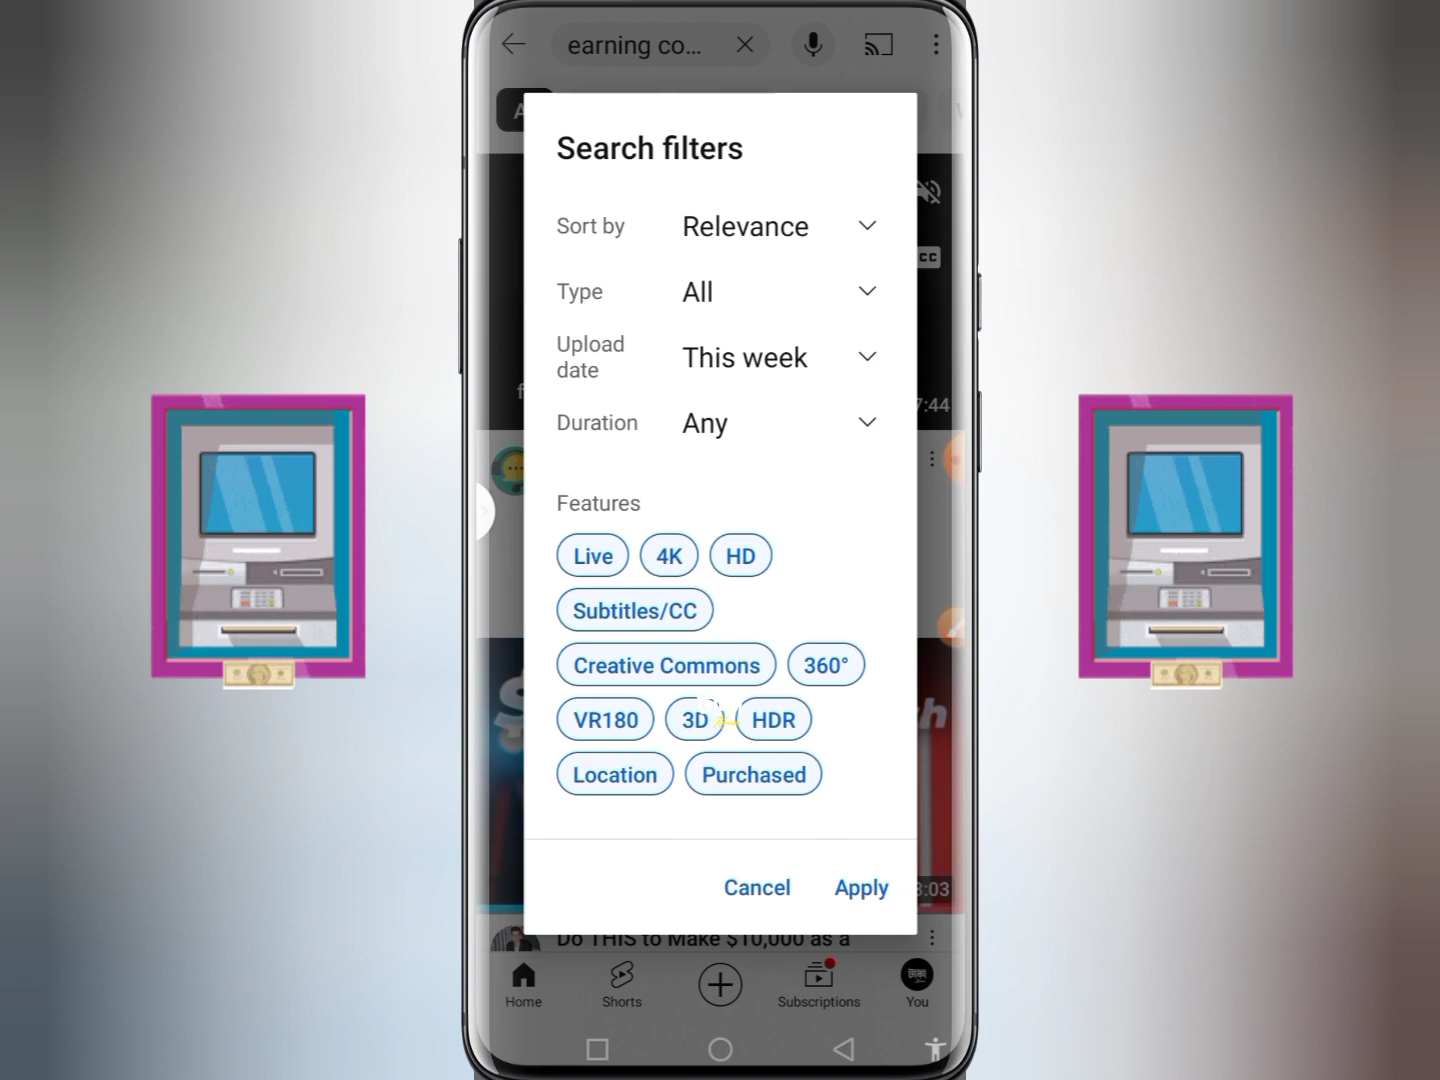 earning co...
Search filters
Sort by Relevance
Type All
Upload date This week
Duration Any
CC
7:44
Features
Live 4K HD
Subtitles/CC
Creative Commons 360°
VR180 3D HDR
Location Purchased
Cancel Apply
3:03
Do THIS to Make $10,000 as a
Home Shorts Subscriptions You